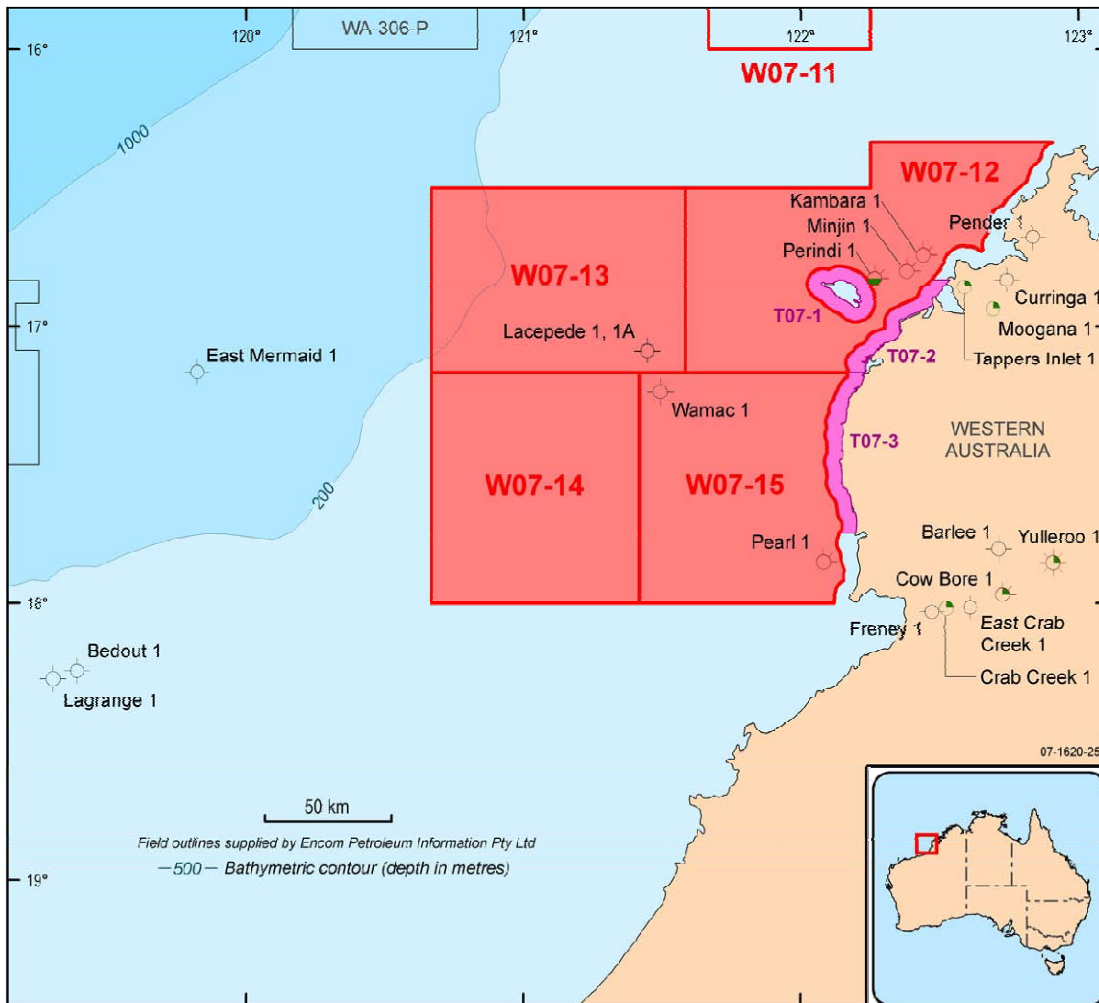 WA-306-P
120°
121°
122°
123°
16°
W07-11
1000
W07-12
Kambara 1
Minjin 1
Pender 1
Perindi 1
W07-13
T07-1
Curringa 1
17°
Moogana 1
Lacepede 1, 1A
T07-2
Tappers Inlet 1
East Mermaid 1
Wamac 1
T07-3
WESTERN
AUSTRALIA
200
W07-14
W07-15
Pearl 1
Barlee 1
Yulleroo 1
Cow Bore 1
18°
Freney 1
East Crab
Creek 1
Bedout 1
Crab Creek 1
Lagrange 1
07-1620-25
50 km
Field outlines supplied by Encom Petroleum Information Pty Ltd
500
Bathymetric contour (depth in metres)
19°